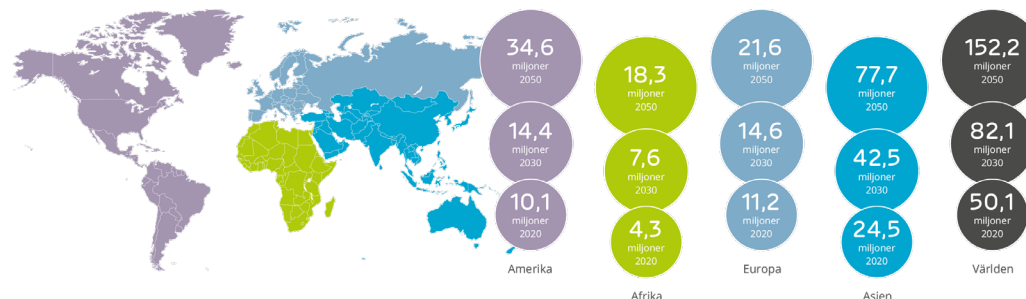 34,6
miljoner
2050
14,4
miljoner
2030
10,1
miljoner
2020
Amerika
18,3
miljoner
2050
7,6
miljoner
2030
4,3
miljoner
2020
Afrika
21,6
miljoner
2050
14,6
miljoner
2030
11,2
miljoner
2020
Europa
77,7
miljoner
2050
42,5
miljoner
2030
24,5
miljoner
2020
Asien
152,2
miljoner
2050
82,1
miljoner
2030
50,1
miljoner
2020
Världen